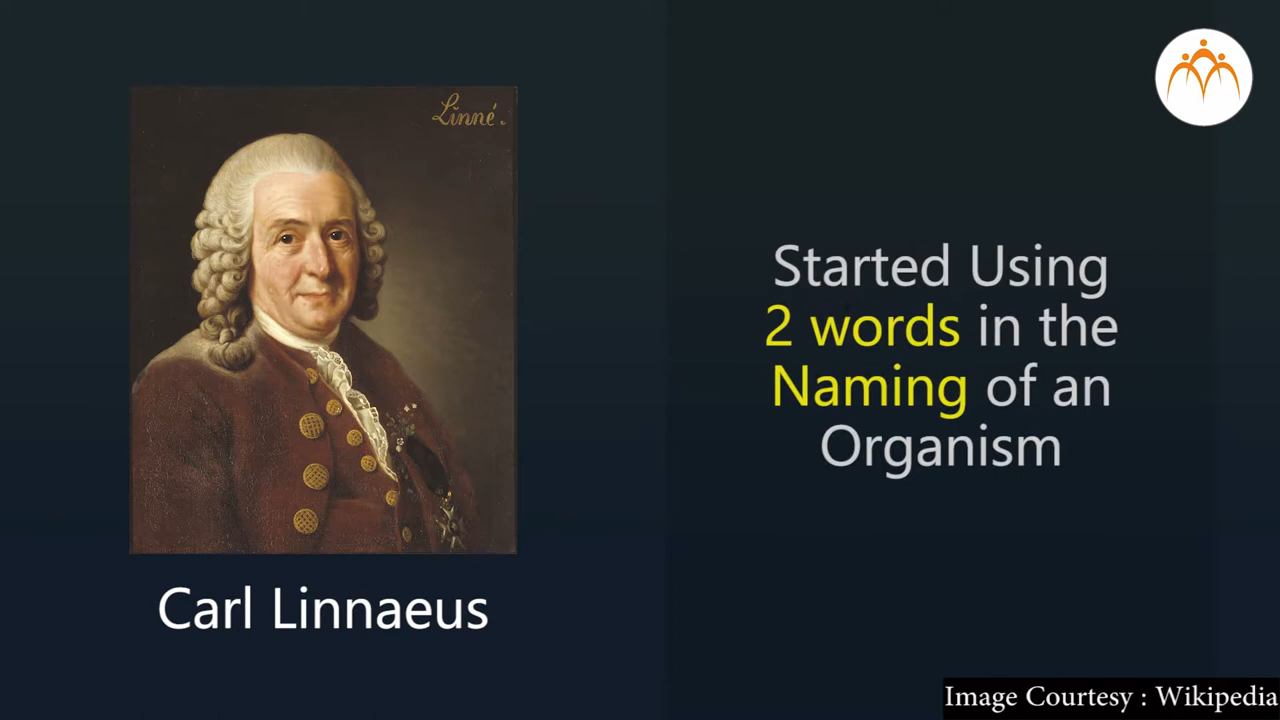 Linné.
Carl Linnaeus
Started Using
2 words in the
Naming of an
Organism
Image Courtesy : Wikipedia